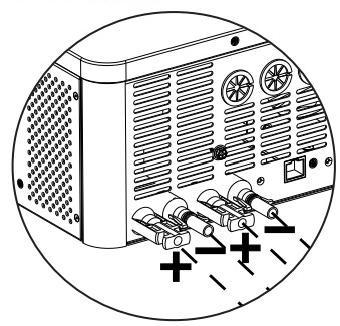 + − + −